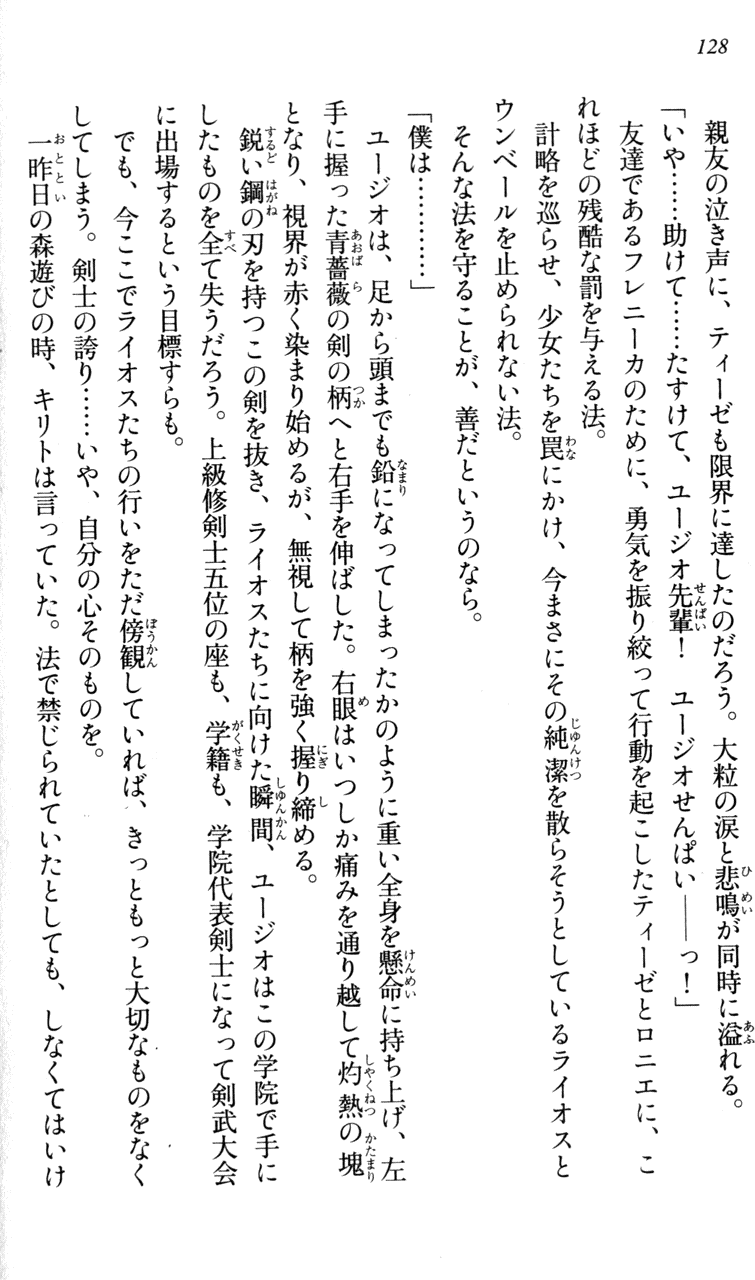 128
親友の泣き声に、ティーゼも限界に達したのだろう。大粒の涙と悲鳴が同時に溢れる。
「いや……助けて……たすけて、ユージオ先輩！　ユージオせんぱい——っ！」
友達であるフレニーカのために、勇気を振り絞って行動を起こしたティーゼとロニエに、こ
れほどの残酷な罰を与える法。
計略を巡らせ、少女たちを罠にかけ、今まさにその純潔を散らそうとしているライオスと
ウンベールを止められない法。
そんな法を守ることが、善だというのなら。
「僕は……………」
ユージオは、足から頭までも鉛になってしまったかのように重い全身を懸命に持ち上げ、左
手に握った青薔薇の剣の柄へと右手を伸ばした。右眼はいつしか痛みを通り越して灼熱の塊
となり、視界が赤く染まり始めるが、無視して柄を強く握り締める。
鋭い鋼の刃を持つこの剣を抜き、ライオスたちに向けた瞬間、ユージオはこの学院で手に
したものを全て失うだろう。上級修剣士五位の座も、学籍も、学院代表剣士になって剣武大会
に出場するという目標すらも。
でも、今ここでライオスたちの行いをただ傍観していれば、きっともっと大切なものをなく
してしまう。剣士の誇り……いや、自分の心そのものを。
一昨日の森遊びの時、キリトは言っていた。法で禁じられていたとしても、しなくてはいけ